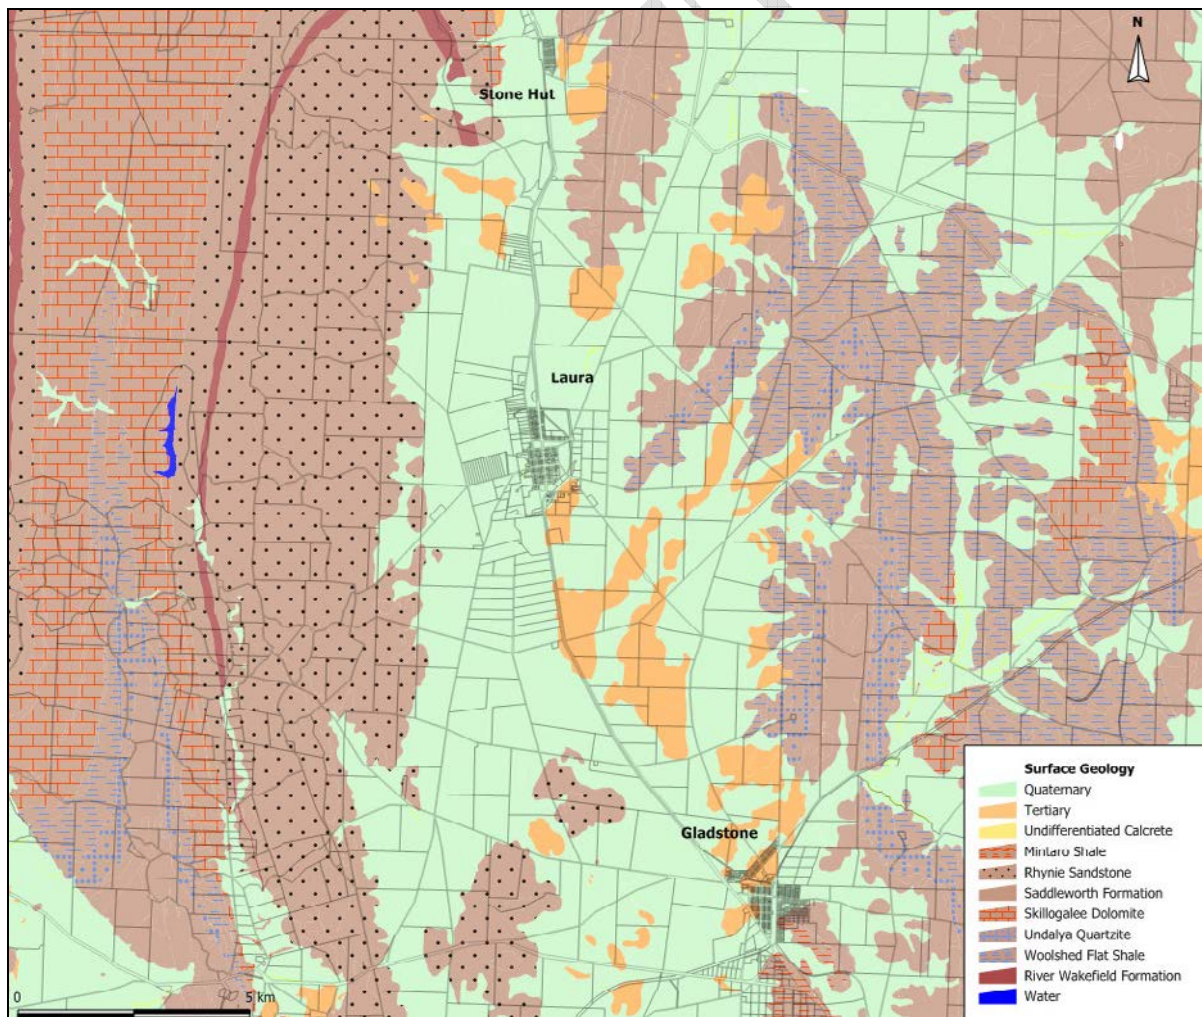 N
Stone Hut
Laura
Gladstone
Surface Geology
Quaternary
Tertiary
Undifferentiated Calcrete
Mintaro Shale
Rhynie Sandstone
Saddleworth Formation
Skillogalee Dolomite
Undalya Quartzite
Woolshed Flat Shale
River Wakefield Formation
Water
0 5 km